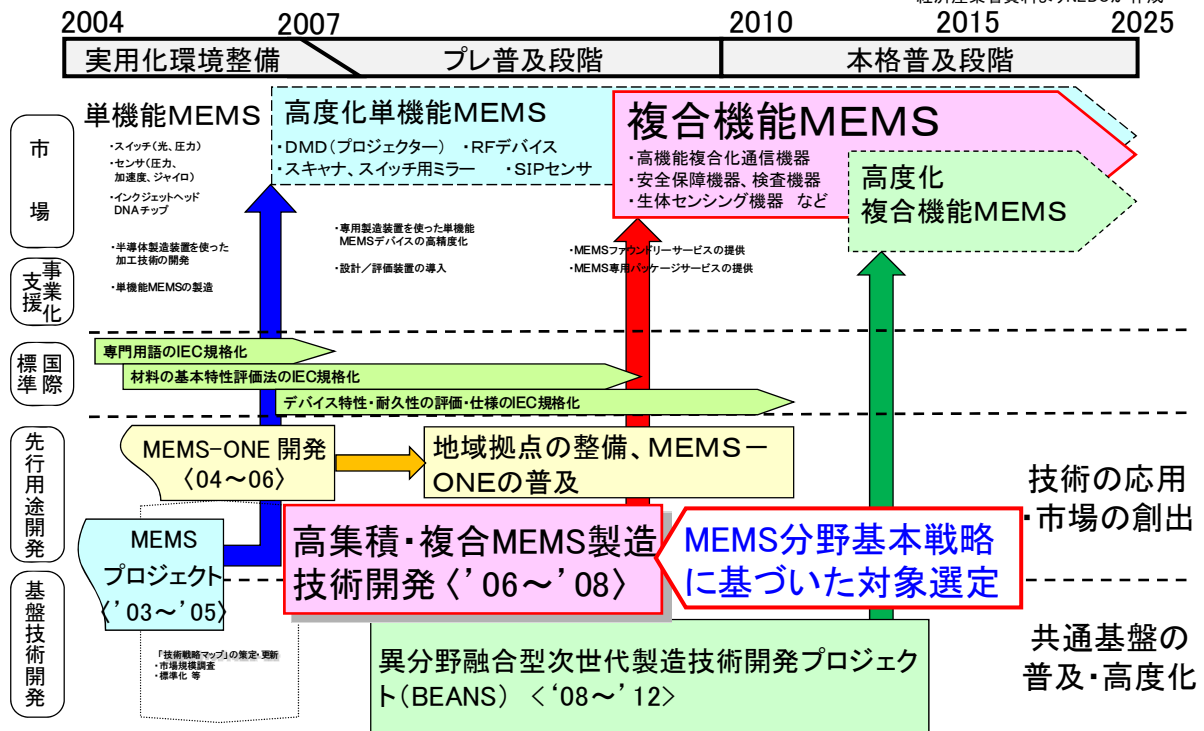 経済産業省資料よりNEDOが作成
2004
2007
2010
2015
2025
実用化環境整備
プレ普及段階
本格普及段階
市
場
単機能MEMS
・スイッチ(光、圧力)
・センサ(圧力、
加速度、ジャイロ)
・インクジェットヘッド
DNAチップ
高度化単機能MEMS
・DMD(プロジェクター) ・RFデバイス
・スキャナ、スイッチ用ミラー ・SIPセンサ
複合機能MEMS
・高機能複合化通信機器
・安全保障機器、検査機器
・生体センシング機器 など
高度化
複合機能MEMS
事業化
支援
・半導体製造装置を使った
加工技術の開発
・単機能MEMSの製造
・専用製造装置を使った単機能
MEMSデバイスの高精度化
・設計/評価装置の導入
・MEMSファウンドリーサービスの提供
・MEMS専用パッケージサービスの提供
国際
標準
専門用語のIEC規格化
材料の基本特性評価法のIEC規格化
デバイス特性・耐久性の評価・仕様のIEC規格化
先行用途開発
MEMS-ONE 開発
〈04~06〉
地域拠点の整備、MEMS-
ONEの普及
技術の応用
・市場の創出
MEMS
プロジェクト
〈'03~'05〉
高集積・複合MEMS製造
技術開発〈'06~'08〉
MEMS分野基本戦略
に基づいた対象選定
基盤技術開発
「技術戦略マップ」の策定・更新
・市場規模調査
・標準化 等
異分野融合型次世代製造技術開発プロジェク
ト(BEANS) <‘08~’12>
共通基盤の
普及・高度化